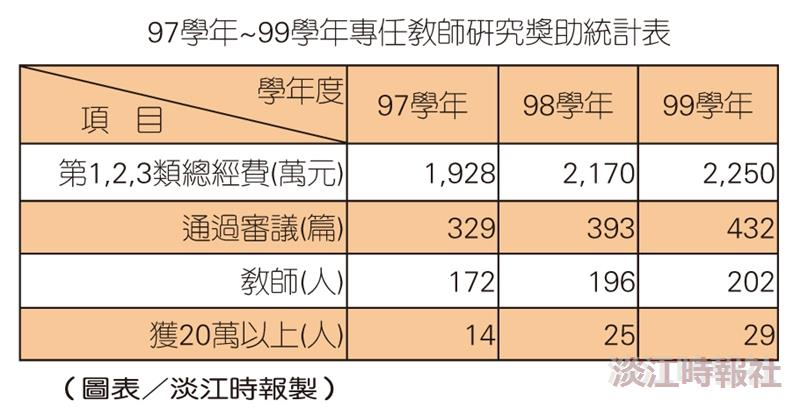 97學年~99學年專任教師研究獎助統計表
學年度
項 目
97學年 98學年 99學年
第1,2,3類總經費(萬元) 1,928 2,170 2,250
通過審議(篇) 329 393 432
教師(人) 172 196 202
獲20萬以上(人) 14 25 29
(圖表／淡江時報製)
淡江時報社